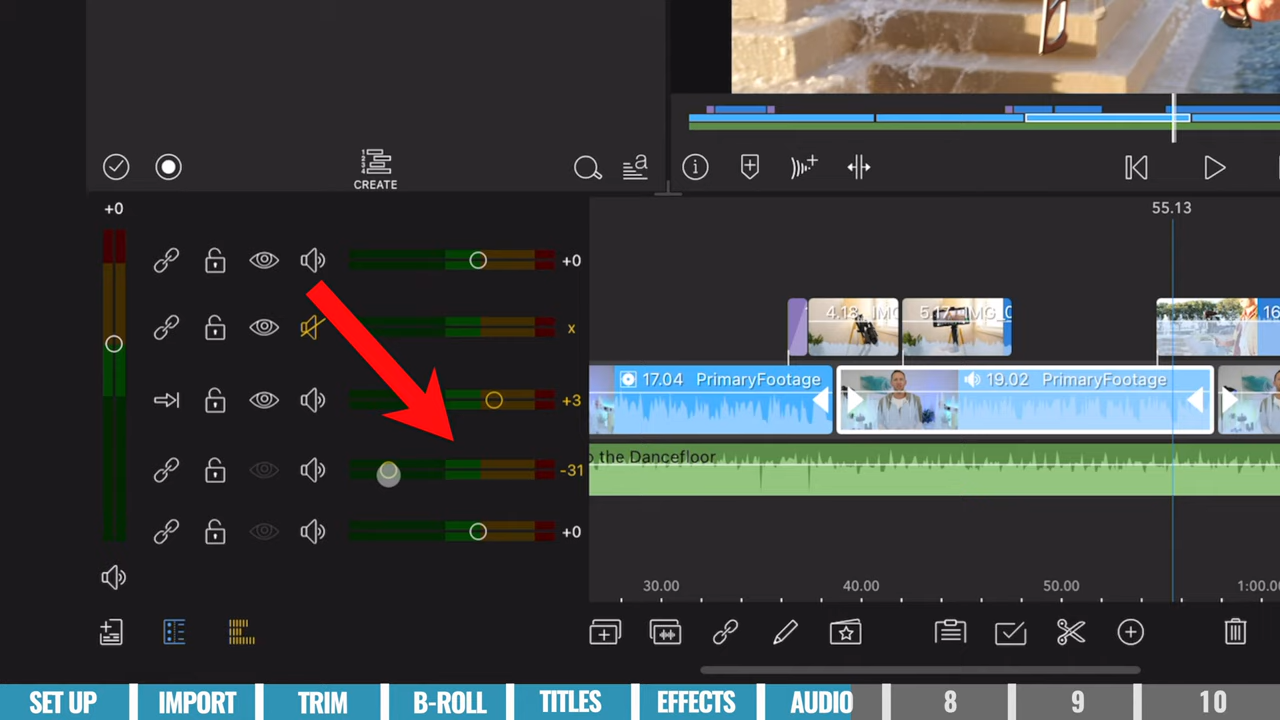 CREATE
+0
55.13
+0
x
+3
-31
+0
4.18
5.17 IMG_0
16
17.04 PrimaryFootage
19.02 PrimaryFootage
the Dancefloor
30.00
40.00
50.00
1:00.00
SET UP
IMPORT
TRIM
B-ROLL
TITLES
EFFECTS
AUDIO
8
9
10